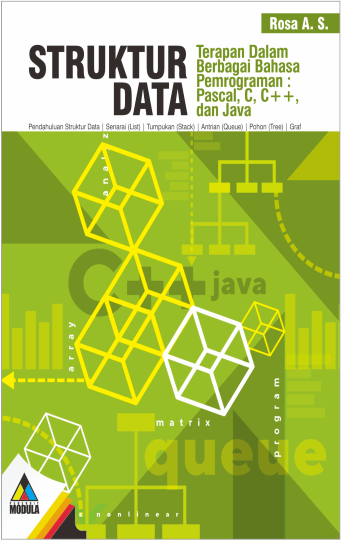 Rosa A. S.
STRUKTUR
DATA
Terapan Dalam
Berbagai Bahasa
Pemrograman :
Pascal, C, C++,
dan Java
Pendahuluan Struktur Data | Senarai (List) | Tumpukan (Stack) | Antrian (Queue) | Pohon (Tree) | Graf
C++
java
array
matrix
program
queue
nonlinear
MODULA